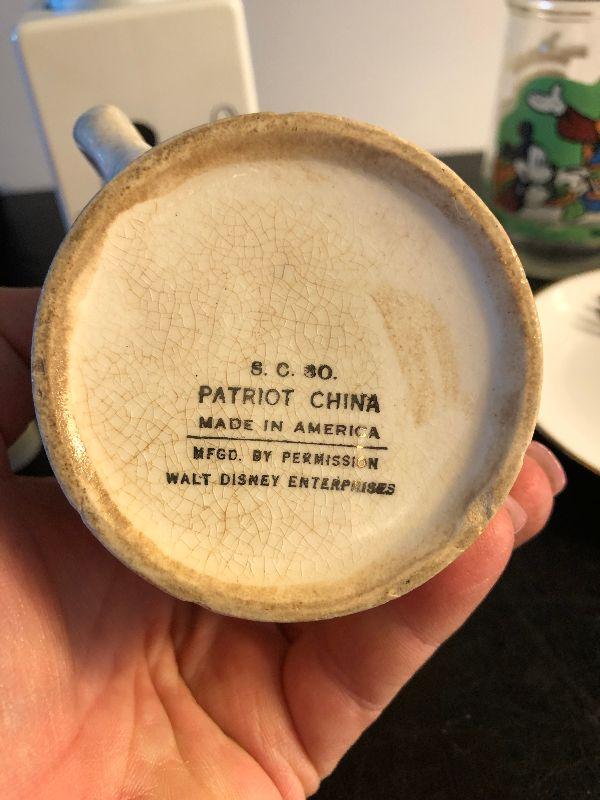 S. C. CO.
PATRIOT CHINA
MADE IN AMERICA
MFGD. BY PERMISSION
WALT DISNEY ENTERPRISES